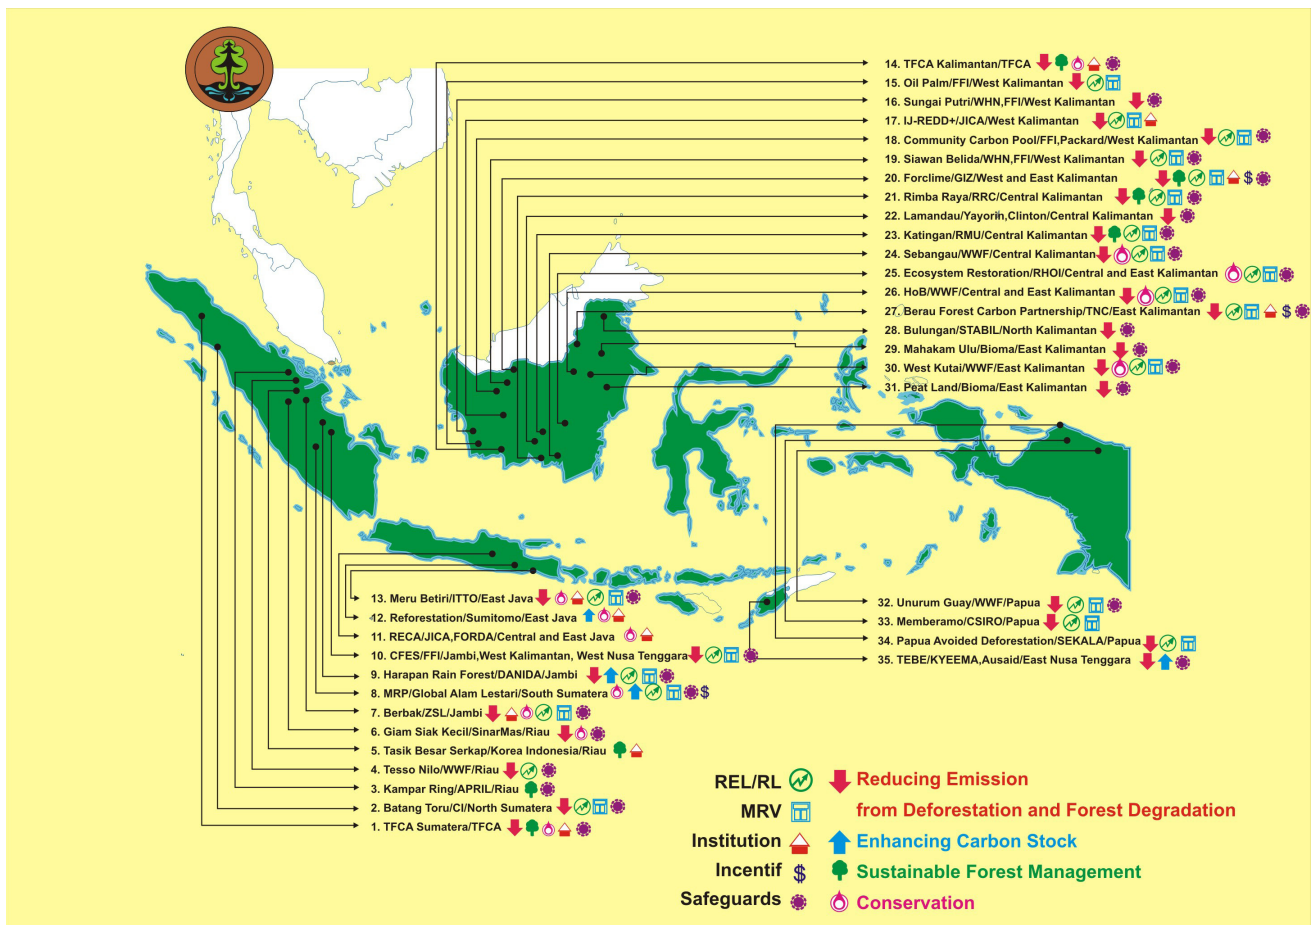 14. TFCA Kalimantan/TFCA
15. Oil Palm/FFI/West Kalimantan
16. Sungai Putri/WHN,FFI/West Kalimantan
17. IJ-REDD+/JICA/West Kalimantan
18. Community Carbon Pool/FFI,Packard/West Kalimantan
19. Siawan Belida/WHN,FFI/West Kalimantan
20. Forclime/GIZ/West and East Kalimantan
21. Rimba Raya/RRC/Central Kalimantan
22. Lamandau/Yayorin,Clinton/Central Kalimantan
23. Katingan/RMU/Central Kalimantan
24. Sebangau/WWF/Central Kalimantan
25. Ecosystem Restoration/RHOI/Central and East Kalimantan
26. HoB/WWF/Central and East Kalimantan
27. Berau Forest Carbon Partnership/TNC/East Kalimantan
28. Bulungan/STABIL/North Kalimantan
29. Mahakam Ulu/Bioma/East Kalimantan
30. West Kutai/WWF/East Kalimantan
31. Peat Land/Bioma/East Kalimantan
32. Unurum Guay/WWF/Papua
33. Memberamo/CSIRO/Papua
34. Papua Avoided Deforestation/SEKALA/Papua
35. TEBE/KYEEMA,Ausaid/East Nusa Tenggara
13. Meru Betiri/ITTO/East Java
12. Reforestation/Sumitomo/East Java
11. RECA/JICA,FORDA/Central and East Java
10. CFES/FFI/Jambi,West Kalimantan, West Nusa Tenggara
9. Harapan Rain Forest/DANIDA/Jambi
8. MRP/Global Alam Lestari/South Sumatera
$
7. Berbak/ZSL/Jambi
6. Giam Siak Kecil/SinarMas/Riau
5. Tasik Besar Serkap/Korea Indonesia/Riau
4. Tesso Nilo/WWF/Riau
3. Kampar Ring/APRIL/Riau
2. Batang Toru/CI/North Sumatera
1. TFCA Sumatera/TFCA
REL/RL
MRV
Institution
Incentif $
Safeguards
Reducing Emission
from Deforestation and Forest Degradation
Enhancing Carbon Stock
Sustainable Forest Management
Conservation